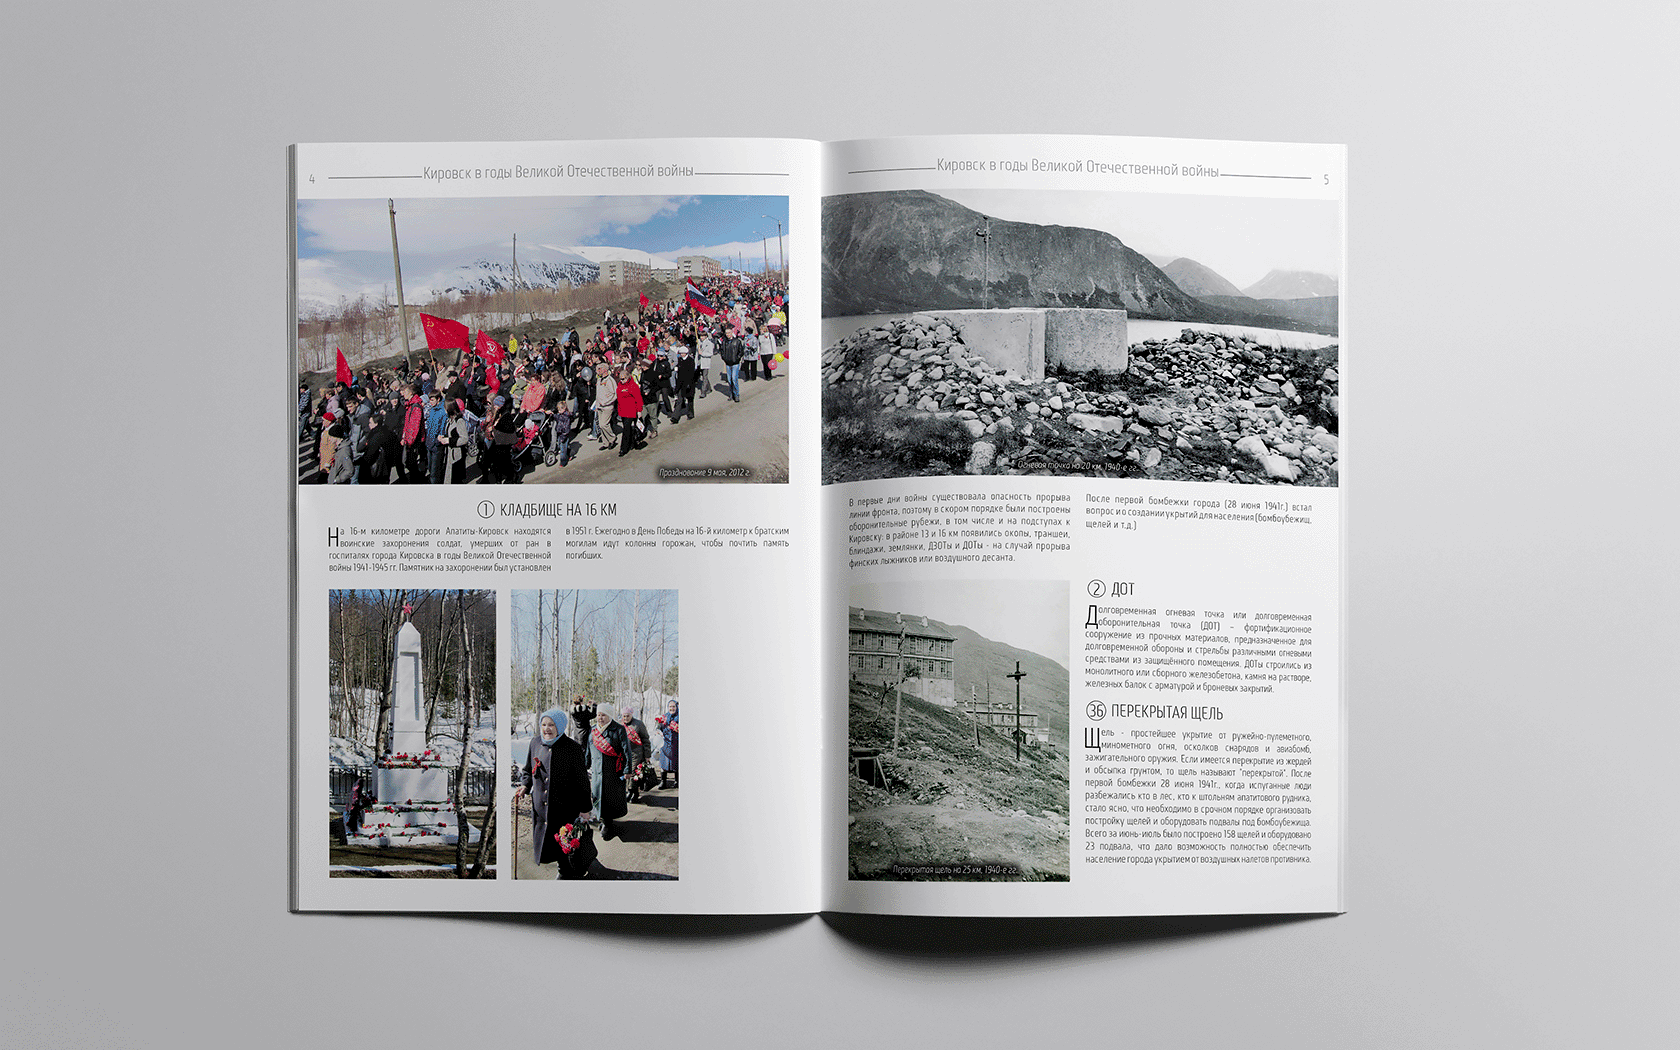 4
Кировск в годы Великой Отечественной войны
Празднование 9 мая, 2012 г.
1 КЛАДБИЩЕ НА 16 КМ
На 16-м километре дороги Апатиты-Кировск находятся
воинские захоронения солдат, умерших от ран в
госпиталях города Кировска в годы Великой Отечественной
войны 1941-1945 гг. Памятник на захоронении был установлен
в 1951 г. Ежегодно в День Победы на 16-й километр к братским
могилам идут колонны горожан, чтобы почтить память
погибших.
Кировск в годы Великой Отечественной войны
5
Огневая точка на 20 км, 1940-е гг.
В первые дни войны существовала опасность прорыва
линии фронта, поэтому в скором порядке были построены
оборонительные рубежи, в том числе и на подступах к
Кировску: в районе 13 и 16 км появились окопы, траншеи,
блиндажи, землянки, ДЗОТы и ДОТы - на случай прорыва
финских лыжников или воздушного десанта.
После первой бомбежки города (28 июня 1941г.) встал
вопрос и о создании укрытий для населения (бомбоубежищ,
щелей и т.д.)
Перекрытая щель на 25 км, 1940-е гг.
2 ДОТ
Долговременная огневая точка или долговременная
оборонительная точка (ДОТ) – фортификационное
сооружение из прочных материалов, предназначенное для
долговременной обороны и стрельбы различными огневыми
средствами из защищённого помещения. ДОТы строились из
монолитного или сборного железобетона, камня на растворе,
железных балок с арматурой и броневых закрытий.
36 ПЕРЕКРЫТАЯ ЩЕЛЬ
Щель - простейшее укрытие от ружейно-пулеметного,
минометного огня, осколков снарядов и авиабомб,
зажигательного оружия. Если имеется перекрытие из жердей
и обсыпка грунтом, то щель называют "перекрытой". После
первой бомбежки 28 июня 1941г., когда испуганные люди
разбежались кто в лес, кто к штольням апатитового рудника,
стало ясно, что необходимо в срочном порядке организовать
постройку щелей и оборудовать подвалы под бомбоубежища.
Всего за июнь-июль было построено 158 щелей и оборудовано
23 подвала, что дало возможность полностью обеспечить
население города укрытием от воздушных налетов противника.